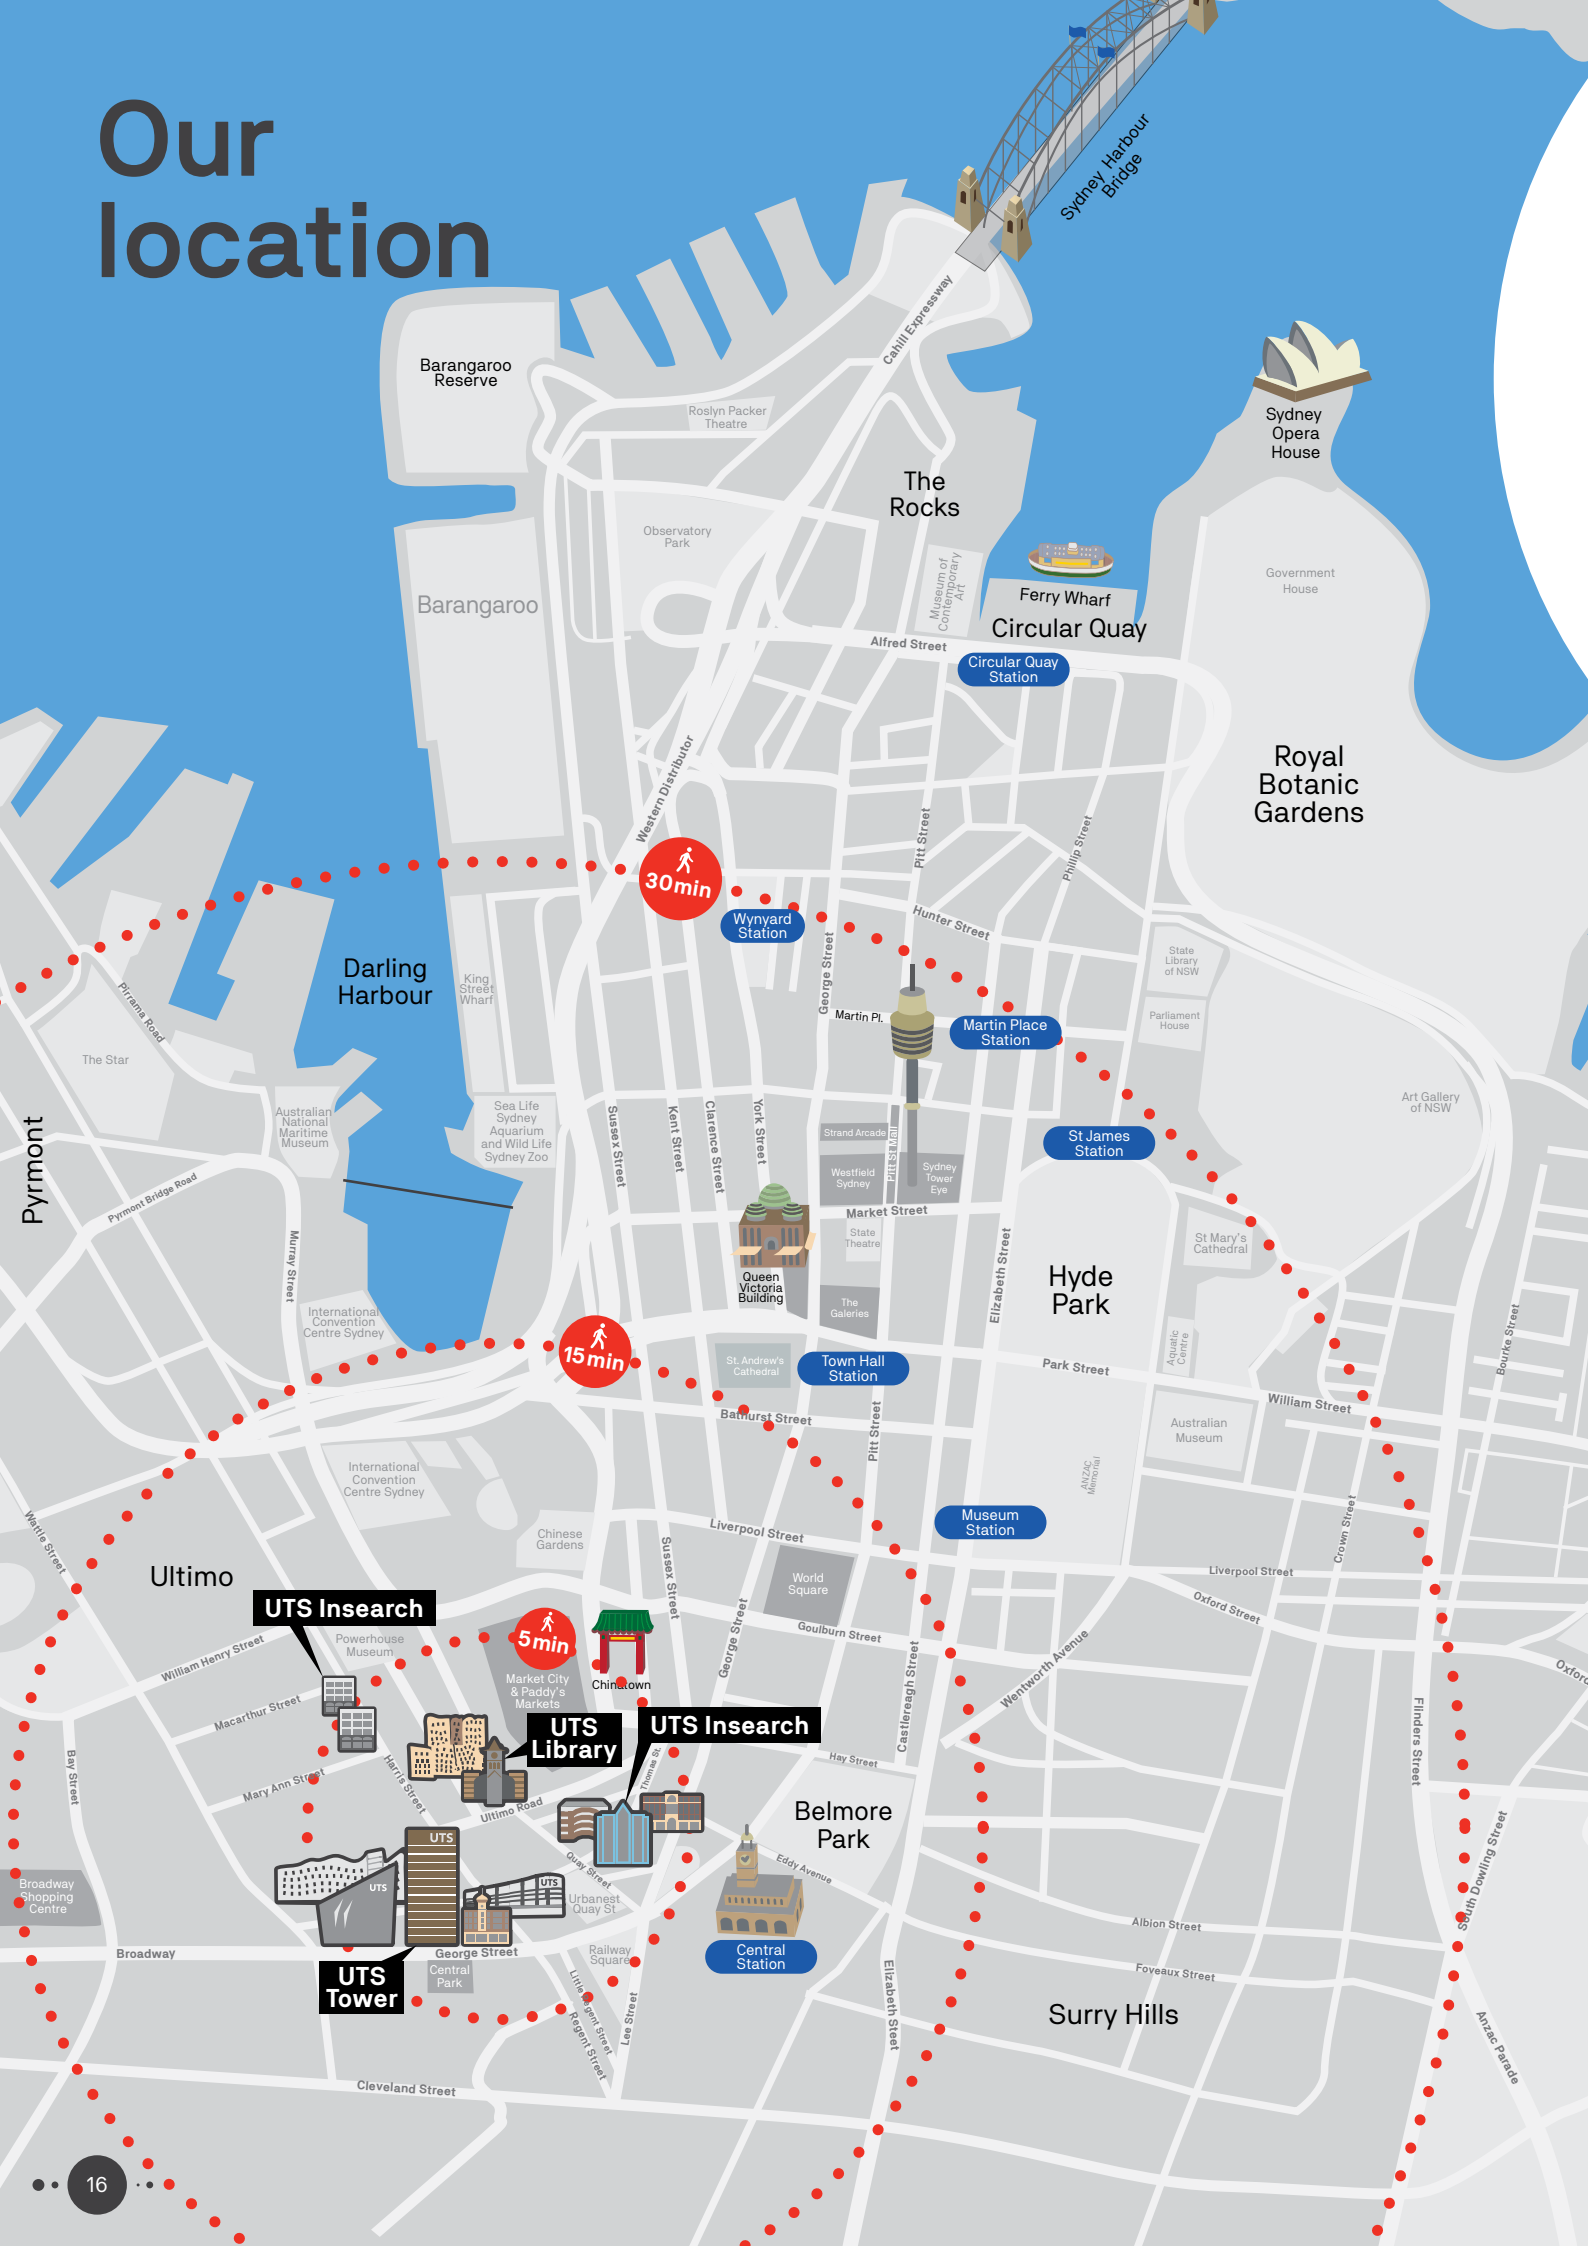 Our
location
Sydney Harbour
Bridge
Cahill Expressway
Barangaroo
Reserve
Roslyn Packer
Theatre
Sydney
Opera
House
The
Rocks
Observatory
Park
Museum of
Contemporary
Art
Ferry Wharf
Circular Quay
Government
House
Barangaroo
Alfred Street
Circular Quay
Station
Royal
Botanic
Gardens
Western Distributor
Pitt Street
Phillip Street
30min
Wynyard
Station
Hunter Street
George Street
State
Library
of NSW
Darling
Harbour
King
Street
Wharf
Pirrama Road
Martin Pl.
Martin Place
Station
Parliament
House
The Star
Art Gallery
of NSW
Australian
National
Maritime
Museum
Sea Life
Sydney
Aquarium
and Wild Life
Sydney Zoo
Sussex Street
Kent Street
Clarence Street
York Street
Strand Arcade
Pitt St Mall
St James
Station
Westfield
Sydney
Sydney
Tower
Eye
Pyrmont
Pyrmont Bridge Road
Market Street
State
Theatre
St Mary's
Cathedral
Murray Street
Elizabeth Street
Hyde
Park
Queen
Victoria
Building
The
Galeries
International
Convention
Centre Sydney
15min
Aquatic
Centre
Bourke Street
St. Andrew's
Cathedral
Town Hall
Station
Park Street
William Street
Bathurst Street
Pitt Street
Australian
Museum
International
Convention
Centre Sydney
ANZAC
Memorial
Wattle Street
Museum
Station
Chinese
Gardens
Liverpool Street
Crown Street
Ultimo
Sussex Street
World
Square
Liverpool Street
UTS Insearch
Oxford Street
Powerhouse
Museum
5min
Goulburn Street
William Henry Street
George Street
Castlereagh Street
Wentworth Avenue
Oxford
Market City
& Paddy's
Markets
Chinatown
Macarthur Street
UTS
Library
UTS Insearch
Flinders Street
Bay Street
Mary Ann Street
Harris Street
Thomas St.
Hay Street
Ultimo Road
Belmore
Park
UTS
UTS
UTS
Quay Street
Eddy Avenue
South Dowling Street
Broadway
Shopping
Centre
Urbanest
Quay St
Albion Street
Broadway
George Street
Railway
Square
Central
Station
Central
Park
UTS
Tower
Little Regent Street
Regent Street
Lee Street
Elizabeth Steet
Foveaux Street
Surry Hills
Anzac Parade
Cleveland Street
16